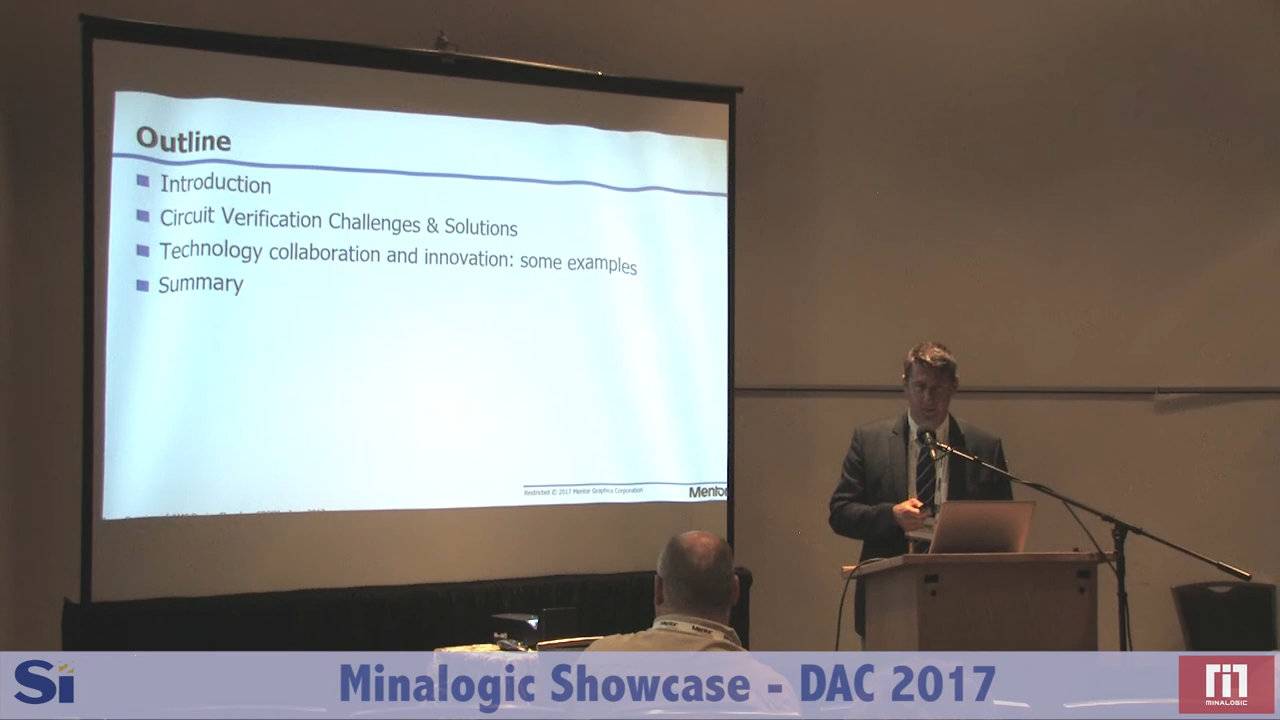 Outline
Introduction
Circuit Verification Challenges & Solutions
Technology collaboration and innovation: some examples
Summary
Restricted © 2017 Mentor Graphics Corporation
Mentor
Mentor
Si
Minalogic Showcase - DAC 2017
MINALOGIC